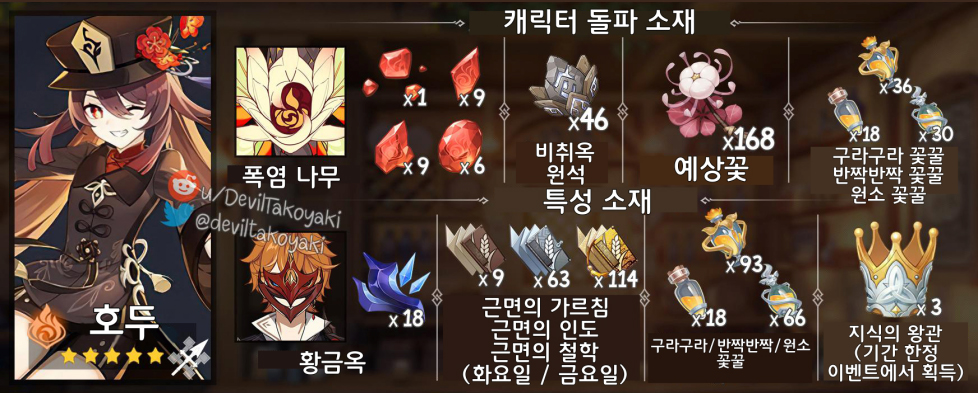 캐릭터 돌파 소재
폭염 나무
x1
x9
x9
x6
x46
비취옥
원석
x168
예상꽃
x36
x18
x30
구라구라 꽃꿀
반짝반짝 꽃꿀
원소 꽃꿀
u/DevilTakoyaki
@deviltakoyaki
특성 소재
호두
황금옥
x18
x9
x63
x114
근면의 가르침
근면의 인도
근면의 철학
(화요일 / 금요일)
x93
x18
x66
구라구라/반짝반짝/원소
꽃꿀
x3
지식의 왕관
(기간 한정
이벤트에서 획득)